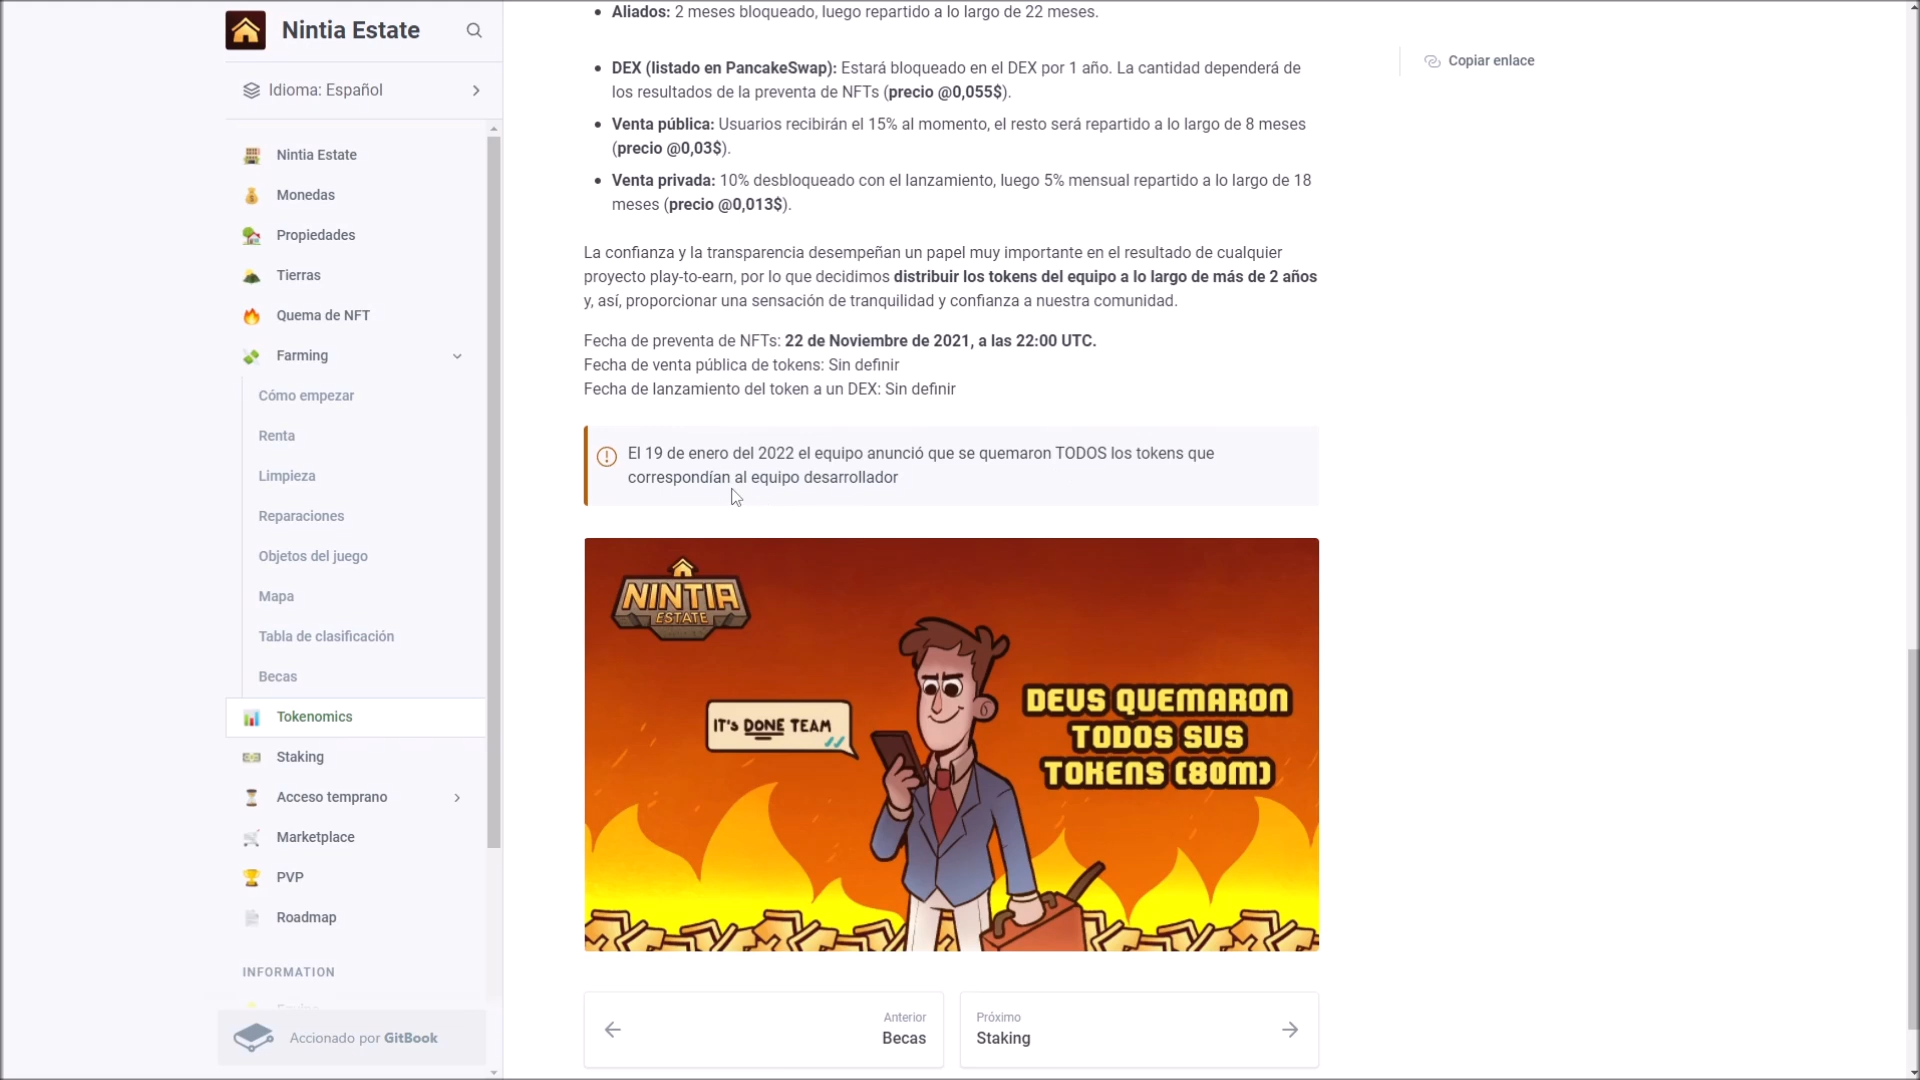 Nintia Estate
Idioma: Español
Nintia Estate
Monedas
Propiedades
Tierras
Quema de NFT
Farming
Cómo empezar
Renta
Limpieza
Reparaciones
Objetos del juego
Mapa
Tabla de clasificación
Becas
Tokenomics
Staking
Acceso temprano
Marketplace
PVP
Roadmap
INFORMATION
Equipo
Accionado por GitBook
Aliados: 2 meses bloqueado, luego repartido a lo largo de 22 meses.
DEX (listado en PancakeSwap): Estará bloqueado en el DEX por 1 año. La cantidad dependerá de
los resultados de la preventa de NFTs (precio @0,055$).
Venta pública: Usuarios recibirán el 15% al momento, el resto será repartido a lo largo de 8 meses
(precio @0,03$).
Venta privada: 10% desbloqueado con el lanzamiento, luego 5% mensual repartido a lo largo de 18
meses (precio @0,013$).
La confianza y la transparencia desempeñan un papel muy importante en el resultado de cualquier
proyecto play-to-earn, por lo que decidimos distribuir los tokens del equipo a lo largo de más de 2 años
y, así, proporcionar una sensación de tranquilidad y confianza a nuestra comunidad.
Fecha de preventa de NFTs: 22 de Noviembre de 2021, a las 22:00 UTC.
Fecha de venta pública de tokens: Sin definir
Fecha de lanzamiento del token a un DEX: Sin definir
El 19 de enero del 2022 el equipo anunció que se quemaron TODOS los tokens que
correspondían al equipo desarrollador
NINTIA
ESTATE
IT'S DONE TEAM
DEVS QUEMARON
TODOS SUS
TOKENS (80M)
Anterior
Becas
Próximo
Staking
Copiar enlace